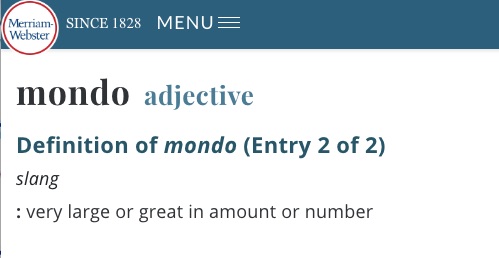 Merriam-
Webster
SINCE 1828
MENU
mondo adjective
Definition of mondo (Entry 2 of 2)
slang
: very large or great in amount or number